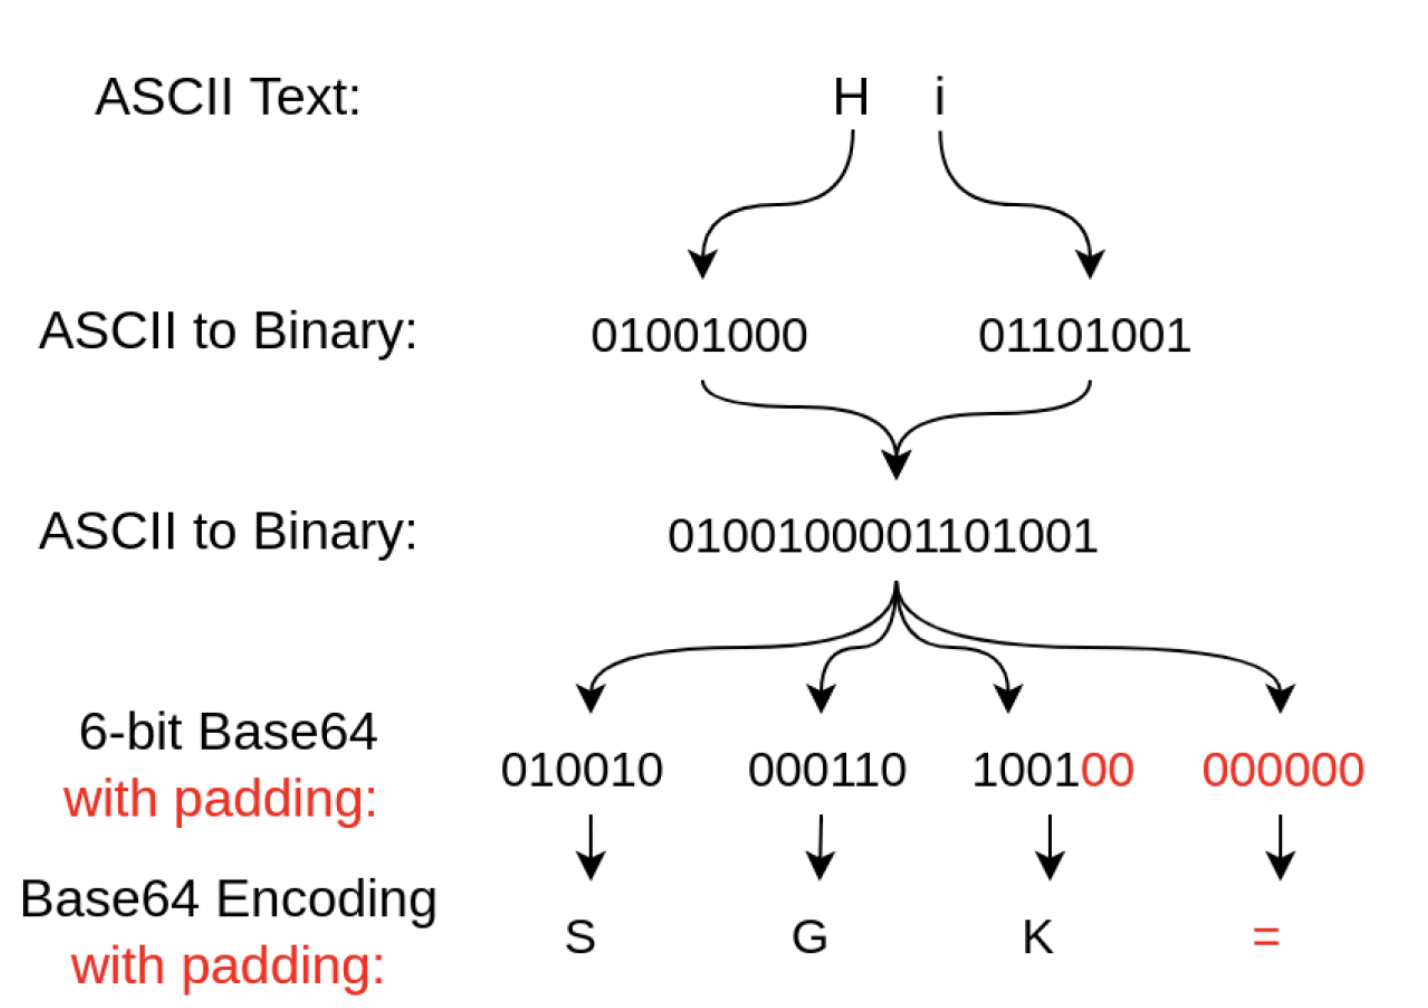 ASCII Text: H i
ASCII to Binary: 01001000 01101001
ASCII to Binary: 0100100001101001
6-bit Base64
with padding: 010010 000110 100100 000000
Base64 Encoding
with padding: S G K =